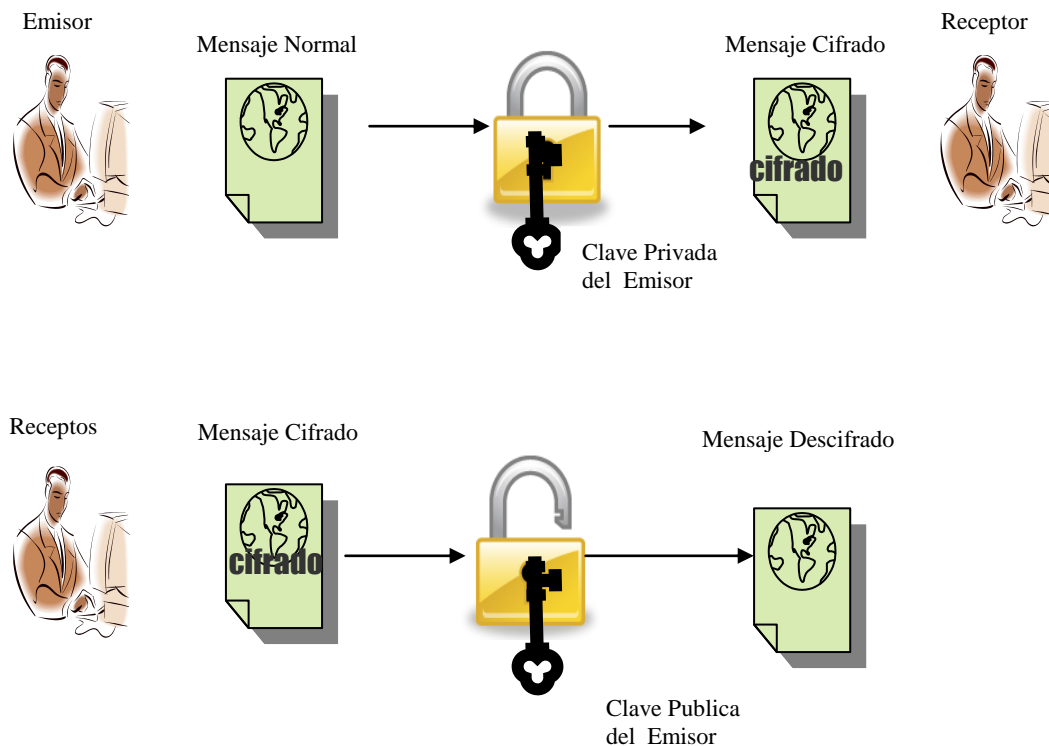 Emisor
Receptor
Mensaje Normal
Mensaje Cifrado
cifrado
Clave Privada
del Emisor
Receptos
Mensaje Cifrado
Mensaje Descifrado
cifrado
Clave Publica
del Emisor